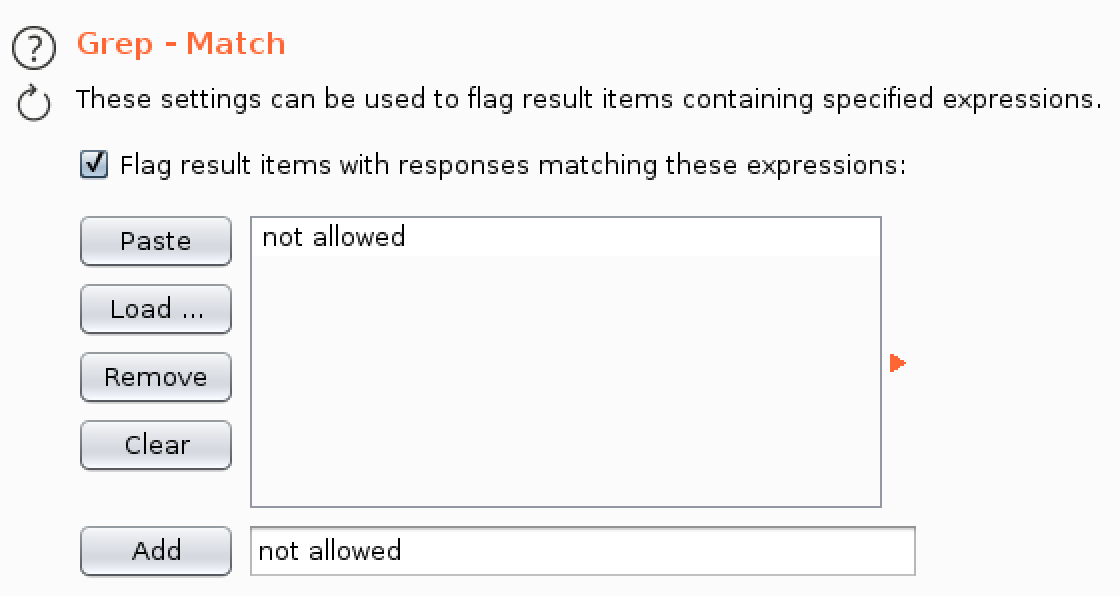 Grep - Match
These settings can be used to flag result items containing specified expressions.
Flag result items with responses matching these expressions:
Paste
not allowed
Load ...
Remove
Clear
Add
not allowed